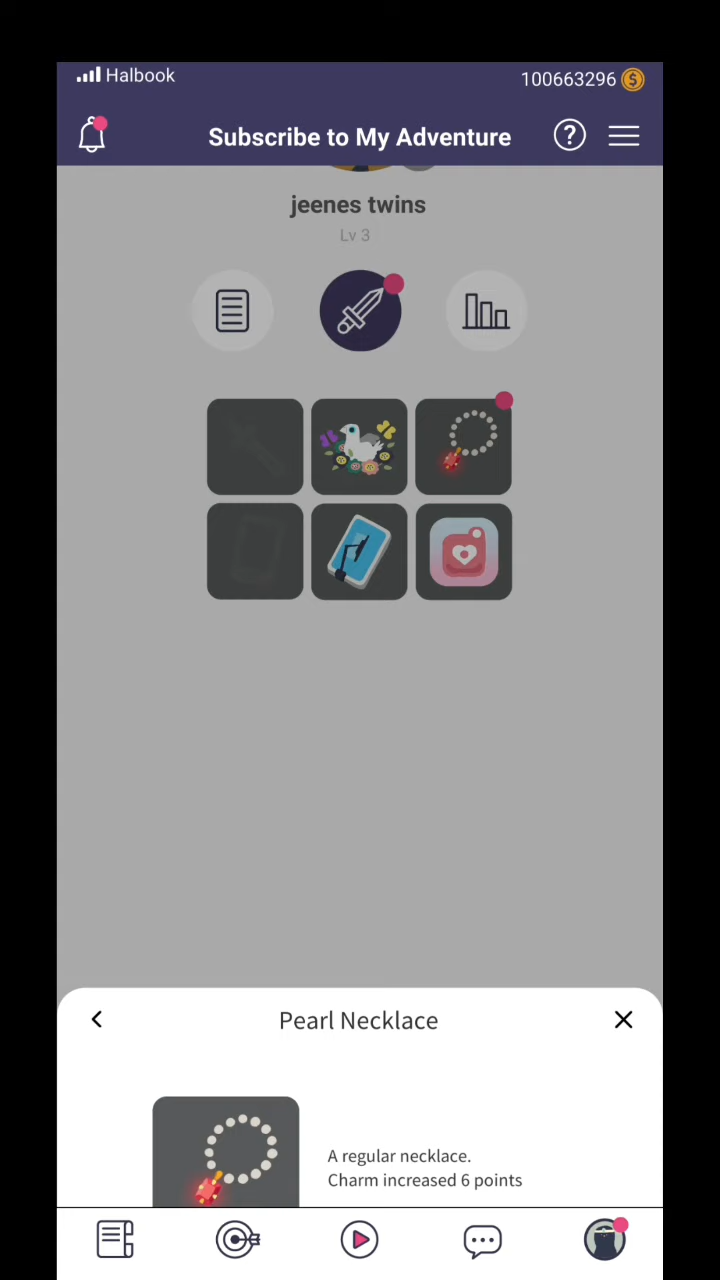 Halbook
100663296
Subscribe to My Adventure
jeenes twins
Lv 3
Pearl Necklace
A regular necklace.
Charm increased 6 points